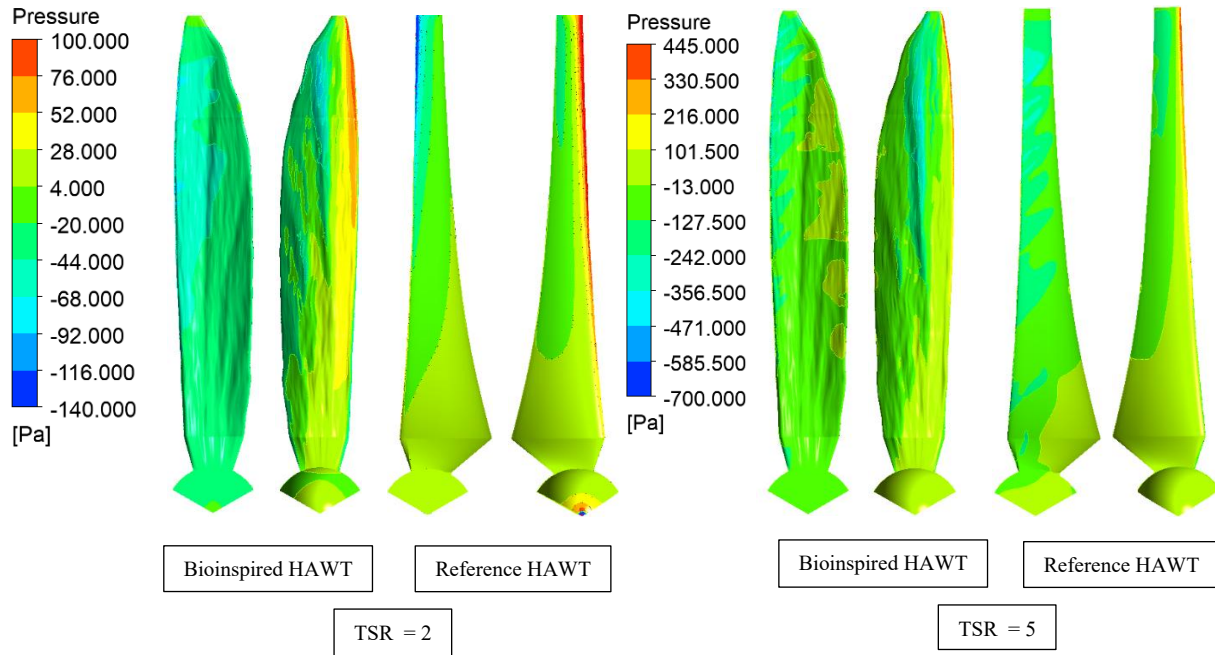 Pressure
100.000
76.000
52.000
28.000
4.000
-20.000
-44.000
-68.000
-92.000
-116.000
-140.000
[Pa]
Pressure
445.000
330.500
216.000
101.500
-13.000
-127.500
-242.000
-356.500
-471.000
-585.500
-700.000
[Pa]
Bioinspired HAWT
Reference HAWT
TSR = 2
Bioinspired HAWT
Reference HAWT
TSR = 5